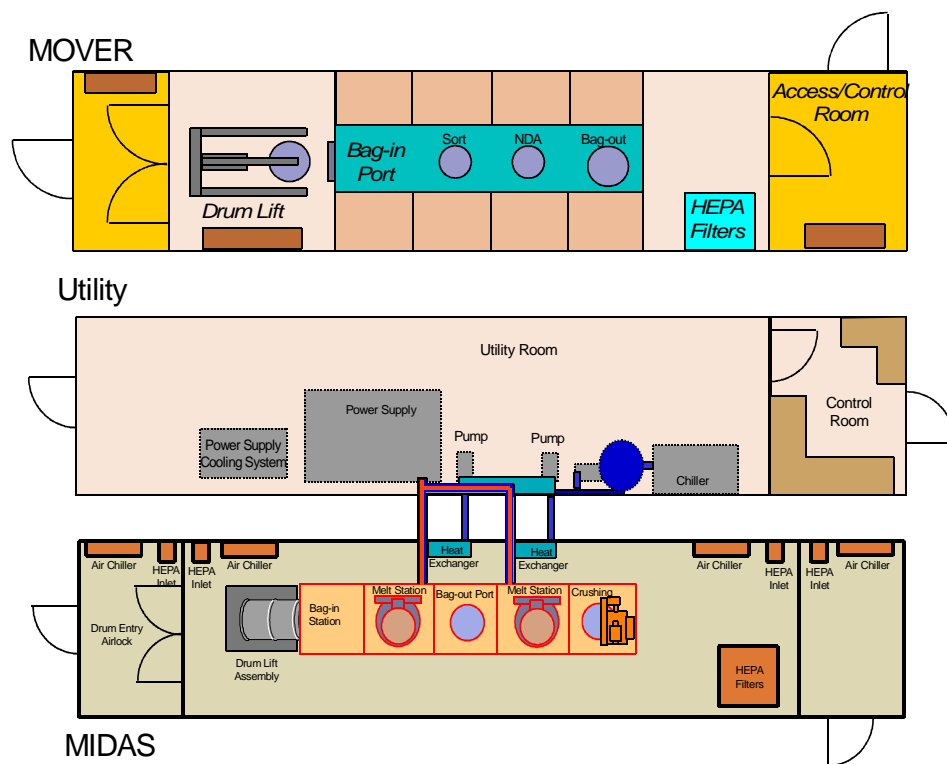 MOVER
Access/Control
Room
Bag-in
Port
Sort
NDA
Bag-out
Drum Lift
HEPA
Filters
Utility
Utility Room
Power Supply
Power Supply
Cooling System
Pump
Pump
Chiller
Control
Room
Air Chiller
HEPA
Inlet
HEPA
Inlet
Air Chiller
Heat
Exchanger
Heat
Exchanger
Air Chiller
HEPA
Inlet
HEPA
Inlet
Air Chiller
Drum Entry
Airlock
Bag-in
Station
Melt Station
Bag-out Port
Melt Station
Crushing
Drum Lift
Assembly
HEPA
Filters
MIDAS